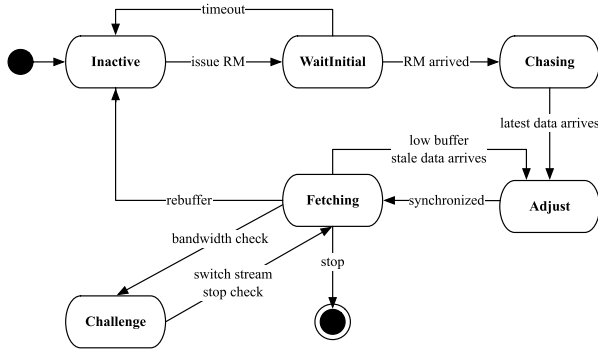 timeout
Inactive
issue RM
WaitInitial
RM arrived
Chasing
latest data arrives
low buffer
stale data arrives
rebuffer
Fetching
synchronized
Adjust
bandwidth check
switch stream
stop check
stop
Challenge